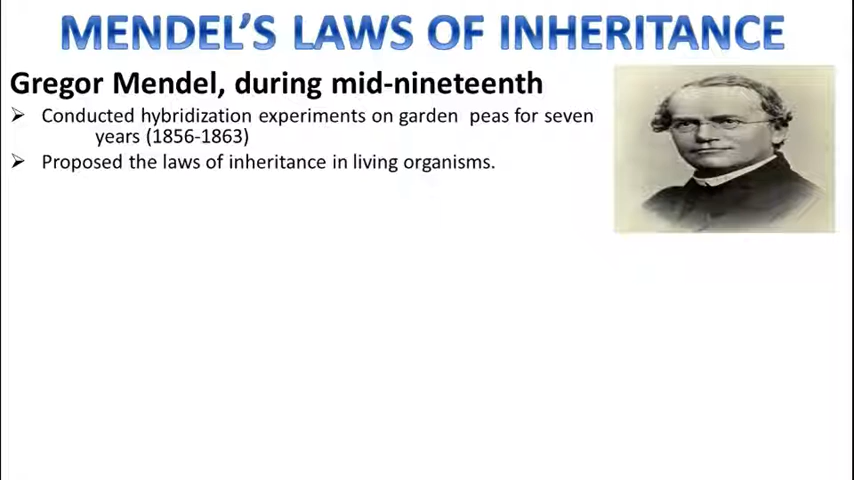 MENDEL'S LAWS OF INHERITANCE
Gregor Mendel, during mid-nineteenth
➢ Conducted hybridization experiments on garden peas for seven
years (1856-1863)
➢ Proposed the laws of inheritance in living organisms.